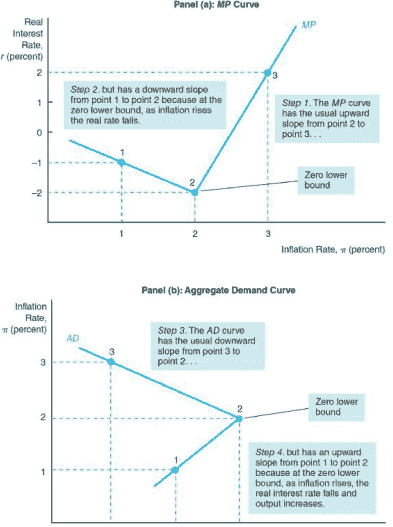 Panel (a): MP Curve
Real
Interest
Rate,
r (percent)
MP
2
3
Step 2. but has a downward slope
from point 1 to point 2 because at the
zero lower bound, as inflation rises
the real rate falls.
Step 1. The MP curve
has the usual upward
slope from point 2 to
point 3. . .
1
0
1
–1
2
Zero lower
bound
–2
1
2
3
Inflation Rate, π (percent)
Panel (b): Aggregate Demand Curve
Inflation
Rate,
π (percent)
AD
Step 3. The AD curve
has the usual downward
slope from point 3 to
point 2. . .
3
3
Zero lower
bound
2
2
Step 4. but has an upward
slope from point 1 to point 2
because at the zero lower
bound, as inflation rises, the
real interest rate falls and
output increases.
1
1